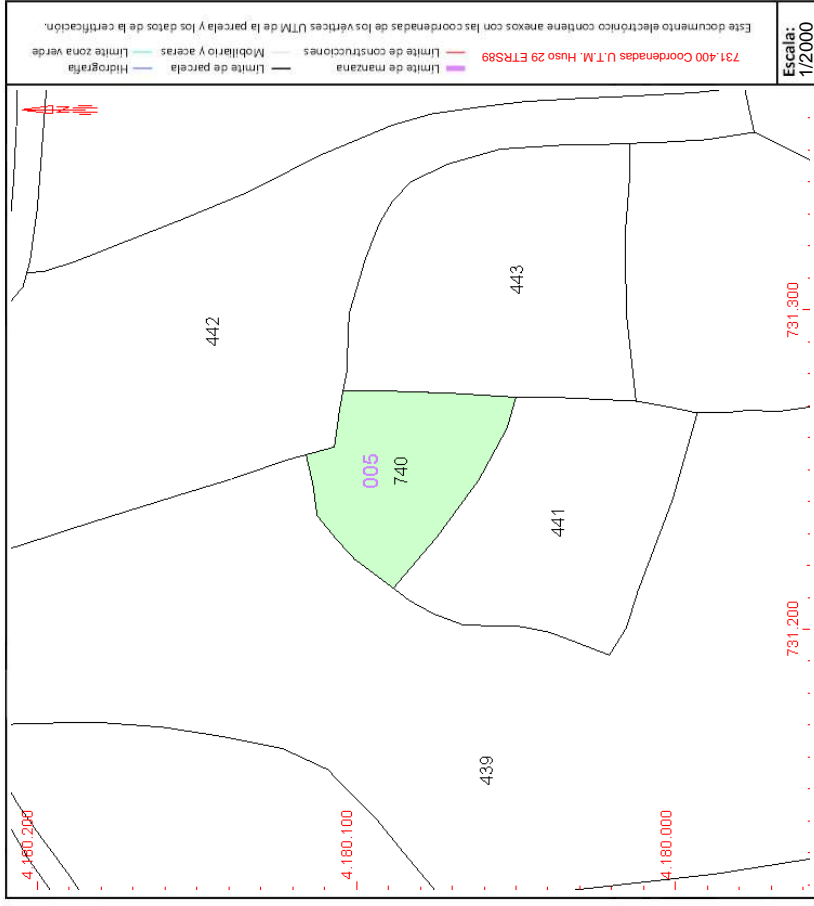 Este documento electrónico contiene anexos con las coordenadas de los vértices UTM de la parcela y los datos de la certificación.
731.400 Coordenadas U.T.M. Huso 29 ETRS89
Límite de manzana
Límite de construcciones
Límite de parcela
Mobiliario y aceras
Hidrografía
Límite zona verde
Escala:
1/2000
442
443
005
740
441
439
731.300
731.200
4.180.200
4.180.100
4.180.000